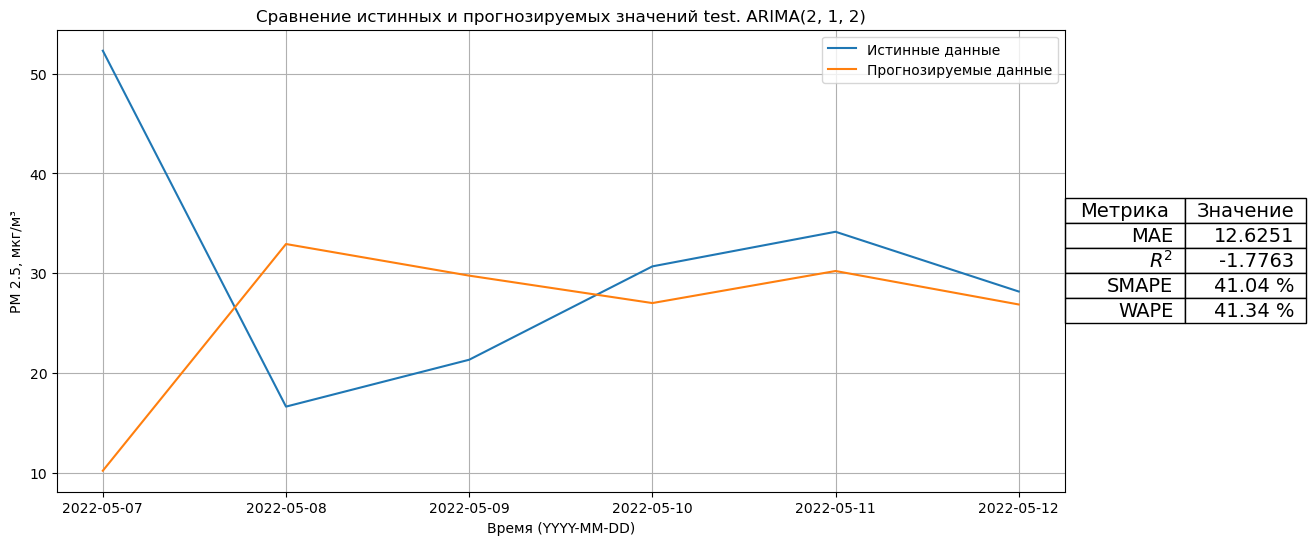 Сравнение истинных и прогнозируемых значений test. ARIMA(2, 1, 2)
Истинные данные
Прогнозируемые данные
PM 2.5, мкг/м³
50
40
30
20
10
2022-05-07 2022-05-08 2022-05-09 2022-05-10 2022-05-11 2022-05-12
Время (YYYY-MM-DD)
Метрика Значение
MAE 12.6251
R² -1.7763
SMAPE 41.04 %
WAPE 41.34 %